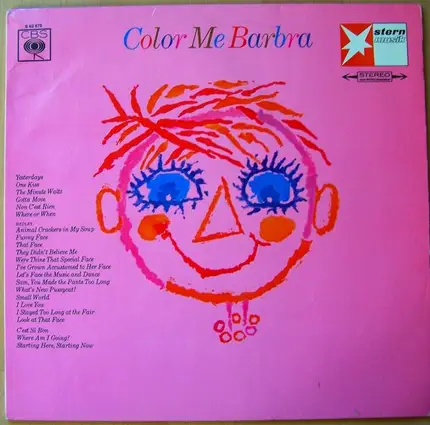 S 62 675
CBS
Color Me Barbra
stern
musik
STEREO
Yesterdays
One Kiss
The Minute Waltz
Gotta Move
Non C'est Rien
Where or When
MEDLEY:
Animal Crackers in My Soup
Funny Face
That Face
They Didn't Believe Me
Were Thine That Special Face
I've Grown Accustomed to Her Face
Let's Face the Music and Dance
Sam, You Made the Pants Too Long
What's New Pussycat?
Small World
I Love You
I Stayed Too Long at the Fair
Look at That Face
C'est Si Bon
Where Am I Going?
Starting Here, Starting Now